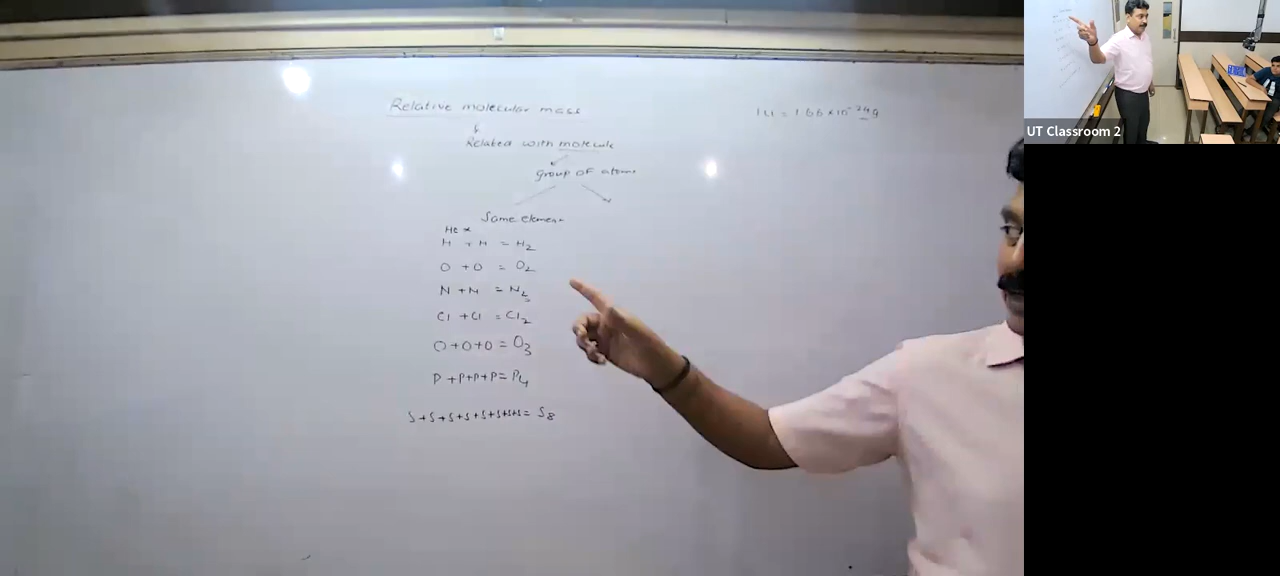 Relative molecular mass
1u = 1.66 × 10⁻²⁴g
Related with molecule
group of atoms
Same element
He ×
H + H = H₂
O + O = O₂
N + N = N₂
Cl + Cl = Cl₂
O+O+O = O₃
P+P+P+P = P₄
S+S+S+S+S+S+S+S = S₈
UT Classroom 2